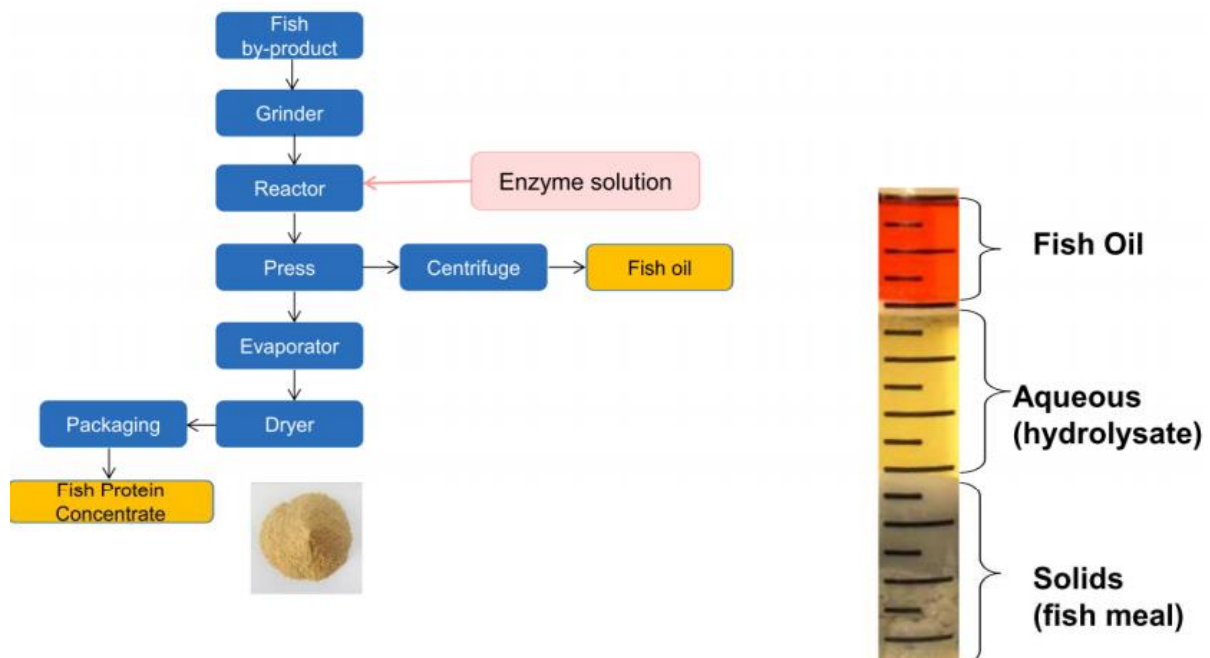 Fish
by-product
Grinder
Reactor
Enzyme solution
Press
Centrifuge
Fish oil
Evaporator
Packaging
Dryer
Fish Protein
Concentrate
Fish Oil
Aqueous
(hydrolysate)
Solids
(fish meal)